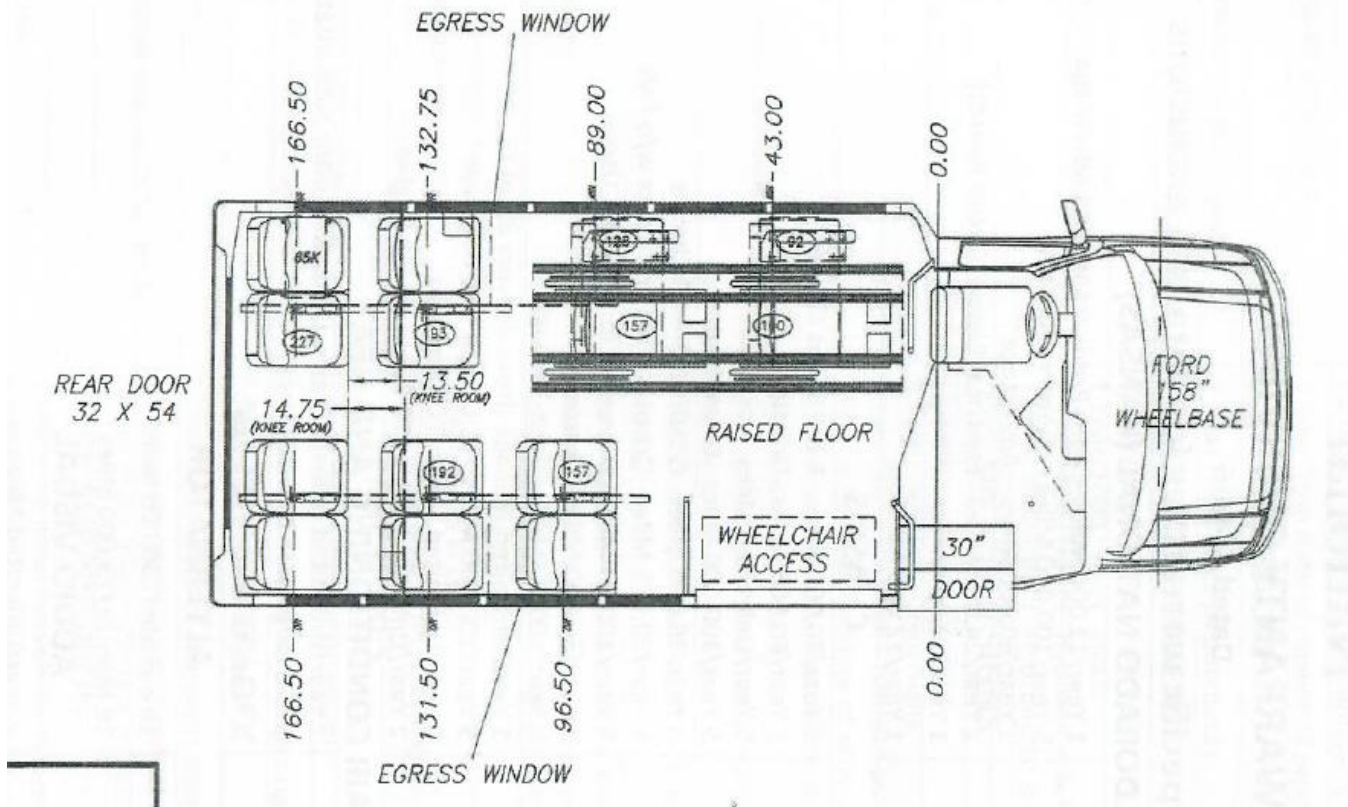 EGRESS WINDOW
166.50
132.75
89.00
43.00
0.00
65K
227
193
128
92
157
REAR DOOR
32 X 54
13.50
(KNEE ROOM)
14.75
(KNEE ROOM)
192
157
RAISED FLOOR
FORD
158"
WHEELBASE
WHEELCHAIR
ACCESS
30"
DOOR
166.50
131.50
96.50
0.00
EGRESS WINDOW